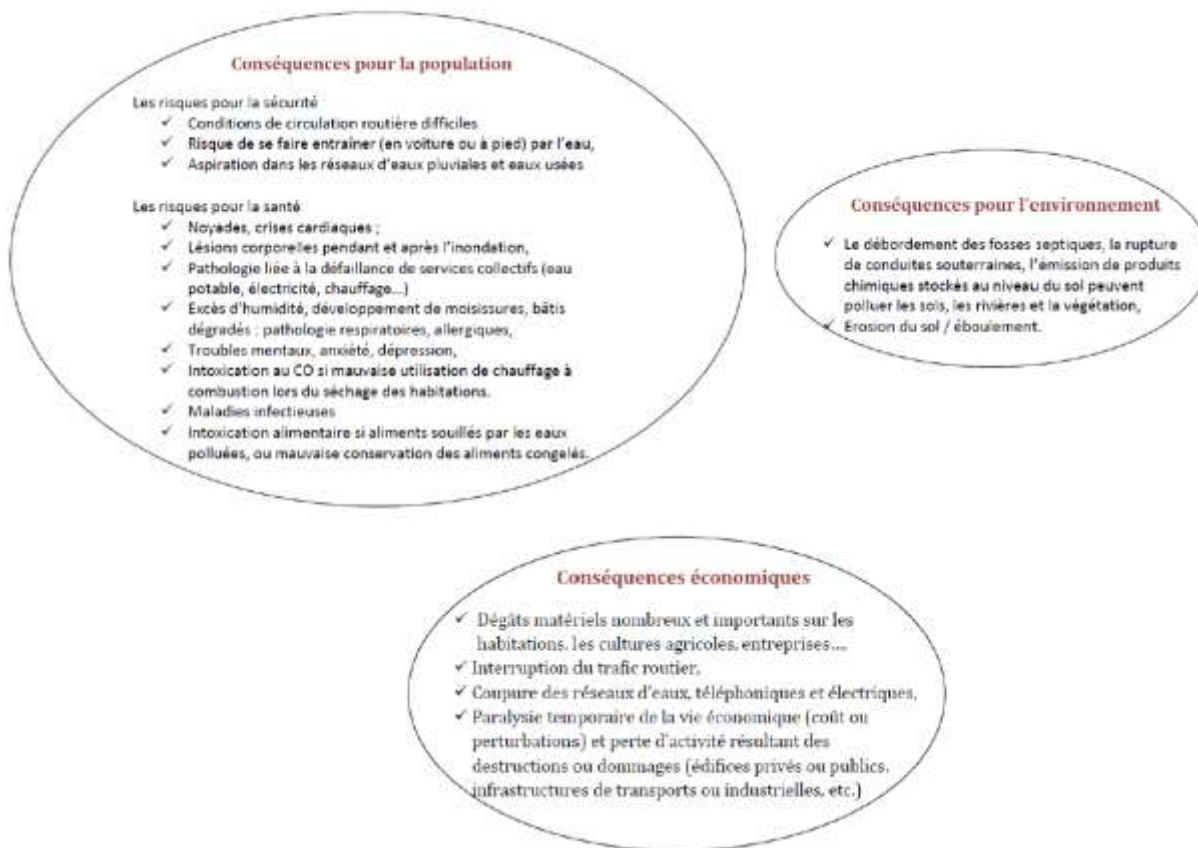 Conséquences pour la population
Les risques pour la sécurité
✓ Conditions de circulation routière difficiles
✓ Risque de se faire entraîner (en voiture ou à pied) par l'eau,
✓ Aspiration dans les réseaux d'eaux pluviales et eaux usées
Les risques pour la santé
✓ Noyades, crises cardiaques ;
✓ Lésions corporelles pendant et après l'inondation,
✓ Pathologie liée à la défaillance de services collectifs (eau
potable, électricité, chauffage...)
✓ Excès d'humidité, développement de moisissures, bâtis
dégradés : pathologie respiratoires, allergiques,
✓ Troubles mentaux, anxiété, dépression,
✓ Intoxication au CO si mauvaise utilisation de chauffage à
combustion lors du séchage des habitations.
✓ Maladies infectieuses
✓ Intoxication alimentaire si aliments souillés par les eaux
polluées, ou mauvaise conservation des aliments congelés.
Conséquences pour l'environnement
✓ Le débordement des fosses septiques, la rupture
de conduites souterraines, l'émission de produits
chimiques stockés au niveau du sol peuvent
polluer les sols, les rivières et la végétation,
✓ Erosion du sol / éboulement.
Conséquences économiques
✓ Dégâts matériels nombreux et importants sur les
habitations, les cultures agricoles, entreprises....
✓ Interruption du trafic routier,
✓ Coupure des réseaux d'eaux, téléphoniques et électriques,
✓ Paralysie temporaire de la vie économique (coût ou
perturbations) et perte d'activité résultant des
destructions ou dommages (édifices privés ou publics,
infrastructures de transports ou industrielles, etc.)